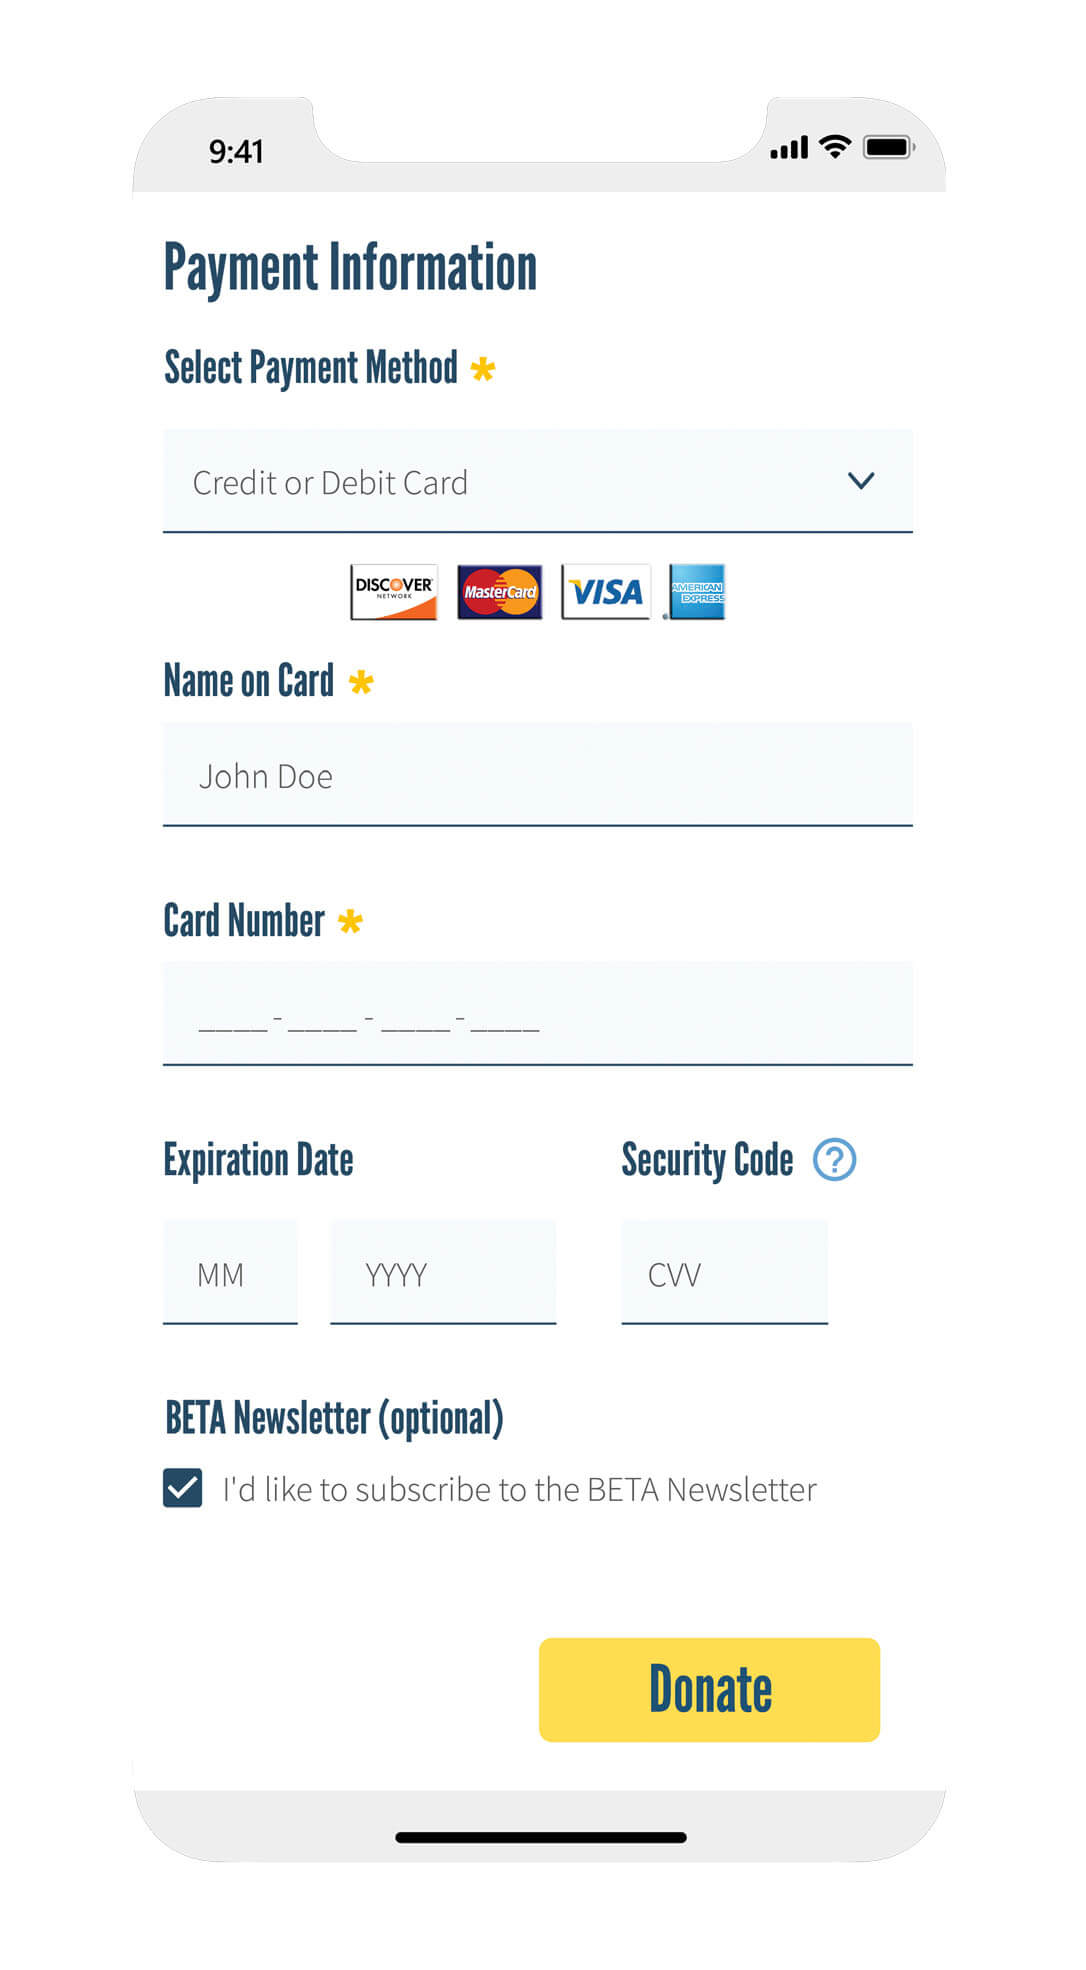 9:41
Payment Information
Select Payment Method *
Credit or Debit Card
DISCOVER NETWORK MasterCard VISA AMERICAN EXPRESS
Name on Card *
John Doe
Card Number *
____-____-____-____
Expiration Date Security Code ?
MM YYYY CVV
BETA Newsletter (optional)
I'd like to subscribe to the BETA Newsletter
Donate